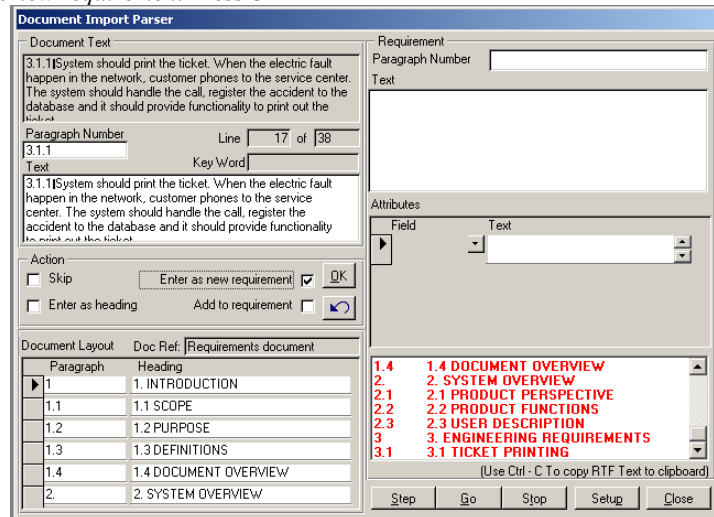 Document Import Parser
Document Text
3.1.1|System should print the ticket. When the electric fault
happen in the network, customer phones to the service center.
The system should handle the call, register the accident to the
database and it should provide functionality to print out the
Paragraph Number
Line 17 of 38
3.1.1
Key Word
Text
3.1.1|System should print the ticket. When the electric fault
happen in the network, customer phones to the service
center. The system should handle the call, register the
accident to the database and it should provide functionality
to print out the ticket
Action
Skip
Enter as new requirement
OK
Enter as heading
Add to requirement
Document Layout Doc Ref: Requirements document
Paragraph Heading
1 1. INTRODUCTION
1.1 1.1 SCOPE
1.2 1.2 PURPOSE
1.3 1.3 DEFINITIONS
1.4 1.4 DOCUMENT OVERVIEW
2. 2. SYSTEM OVERVIEW
Requirement
Paragraph Number
Text
Attributes
Field Text
1.4 1.4 DOCUMENT OVERVIEW
2. 2. SYSTEM OVERVIEW
2.1 2.1 PRODUCT PERSPECTIVE
2.2 2.2 PRODUCT FUNCTIONS
2.3 2.3 USER DESCRIPTION
3 3. ENGINEERING REQUIREMENTS
3.1 3.1 TICKET PRINTING
(Use Ctrl - C To copy RTF Text to clipboard)
Step Go Stop Setup Close